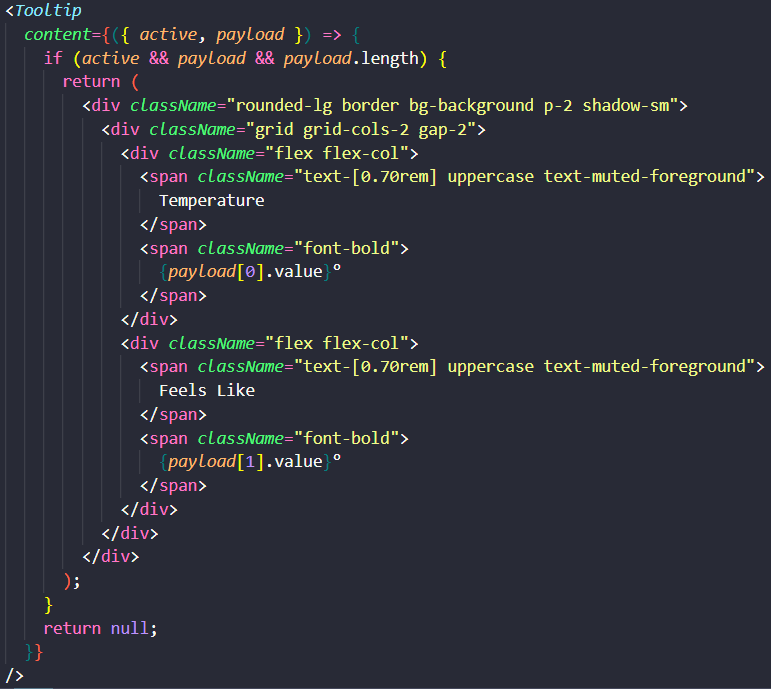 <Tooltip
  content={({ active, payload }) => {
    if (active && payload && payload.length) {
      return (
        <div className="rounded-lg border bg-background p-2 shadow-sm">
          <div className="grid grid-cols-2 gap-2">
            <div className="flex flex-col">
              <span className="text-[0.70rem] uppercase text-muted-foreground">
                Temperature
              </span>
              <span className="font-bold">
                {payload[0].value}°
              </span>
            </div>
            <div className="flex flex-col">
              <span className="text-[0.70rem] uppercase text-muted-foreground">
                Feels Like
              </span>
              <span className="font-bold">
                {payload[1].value}°
              </span>
            </div>
          </div>
        </div>
      );
    }
    return null;
  }}
/>